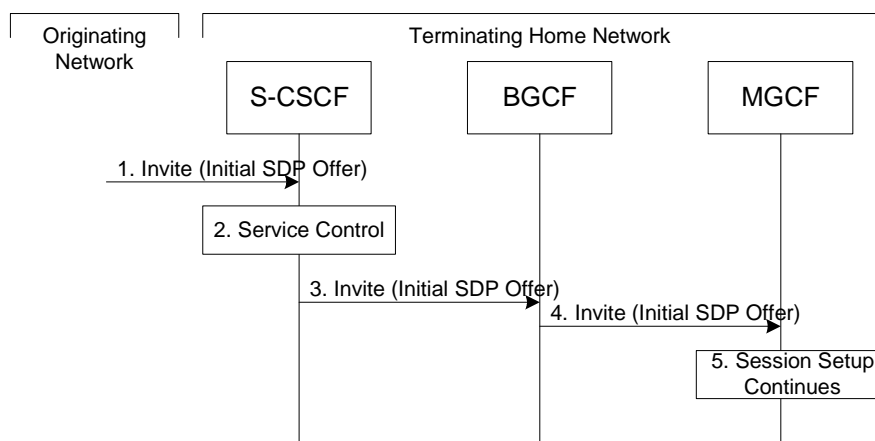 Originating
Network
Terminating Home Network
S-CSCF
BGCF
MGCF
1. Invite (Initial SDP Offer)
2. Service Control
3. Invite (Initial SDP Offer)
4. Invite (Initial SDP Offer)
5. Session Setup
Continues